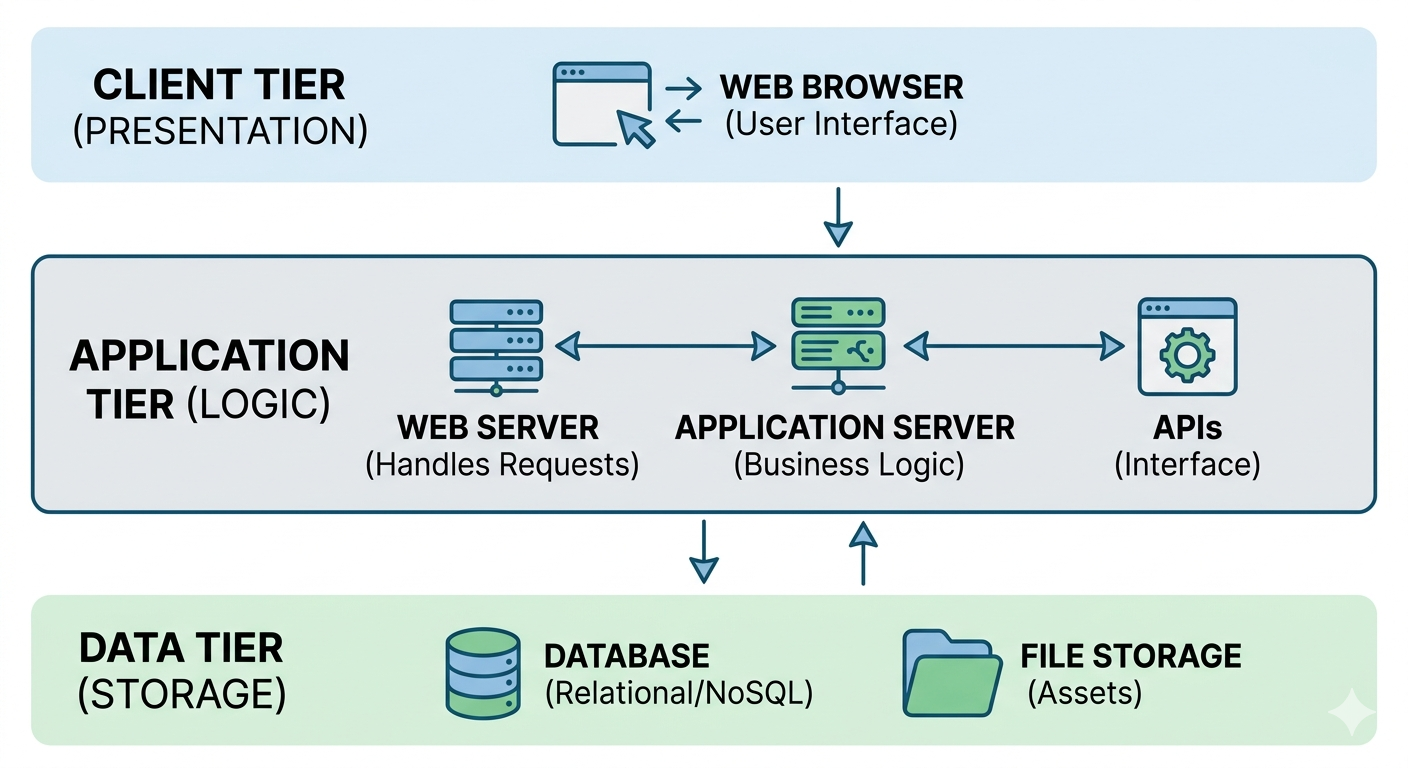 CLIENT TIER
(PRESENTATION)
WEB BROWSER
(User Interface)
APPLICATION
TIER (LOGIC)
WEB SERVER
(Handles Requests)
APPLICATION SERVER
(Business Logic)
APIs
(Interface)
DATA TIER
(STORAGE)
DATABASE
(Relational/NoSQL)
FILE STORAGE
(Assets)